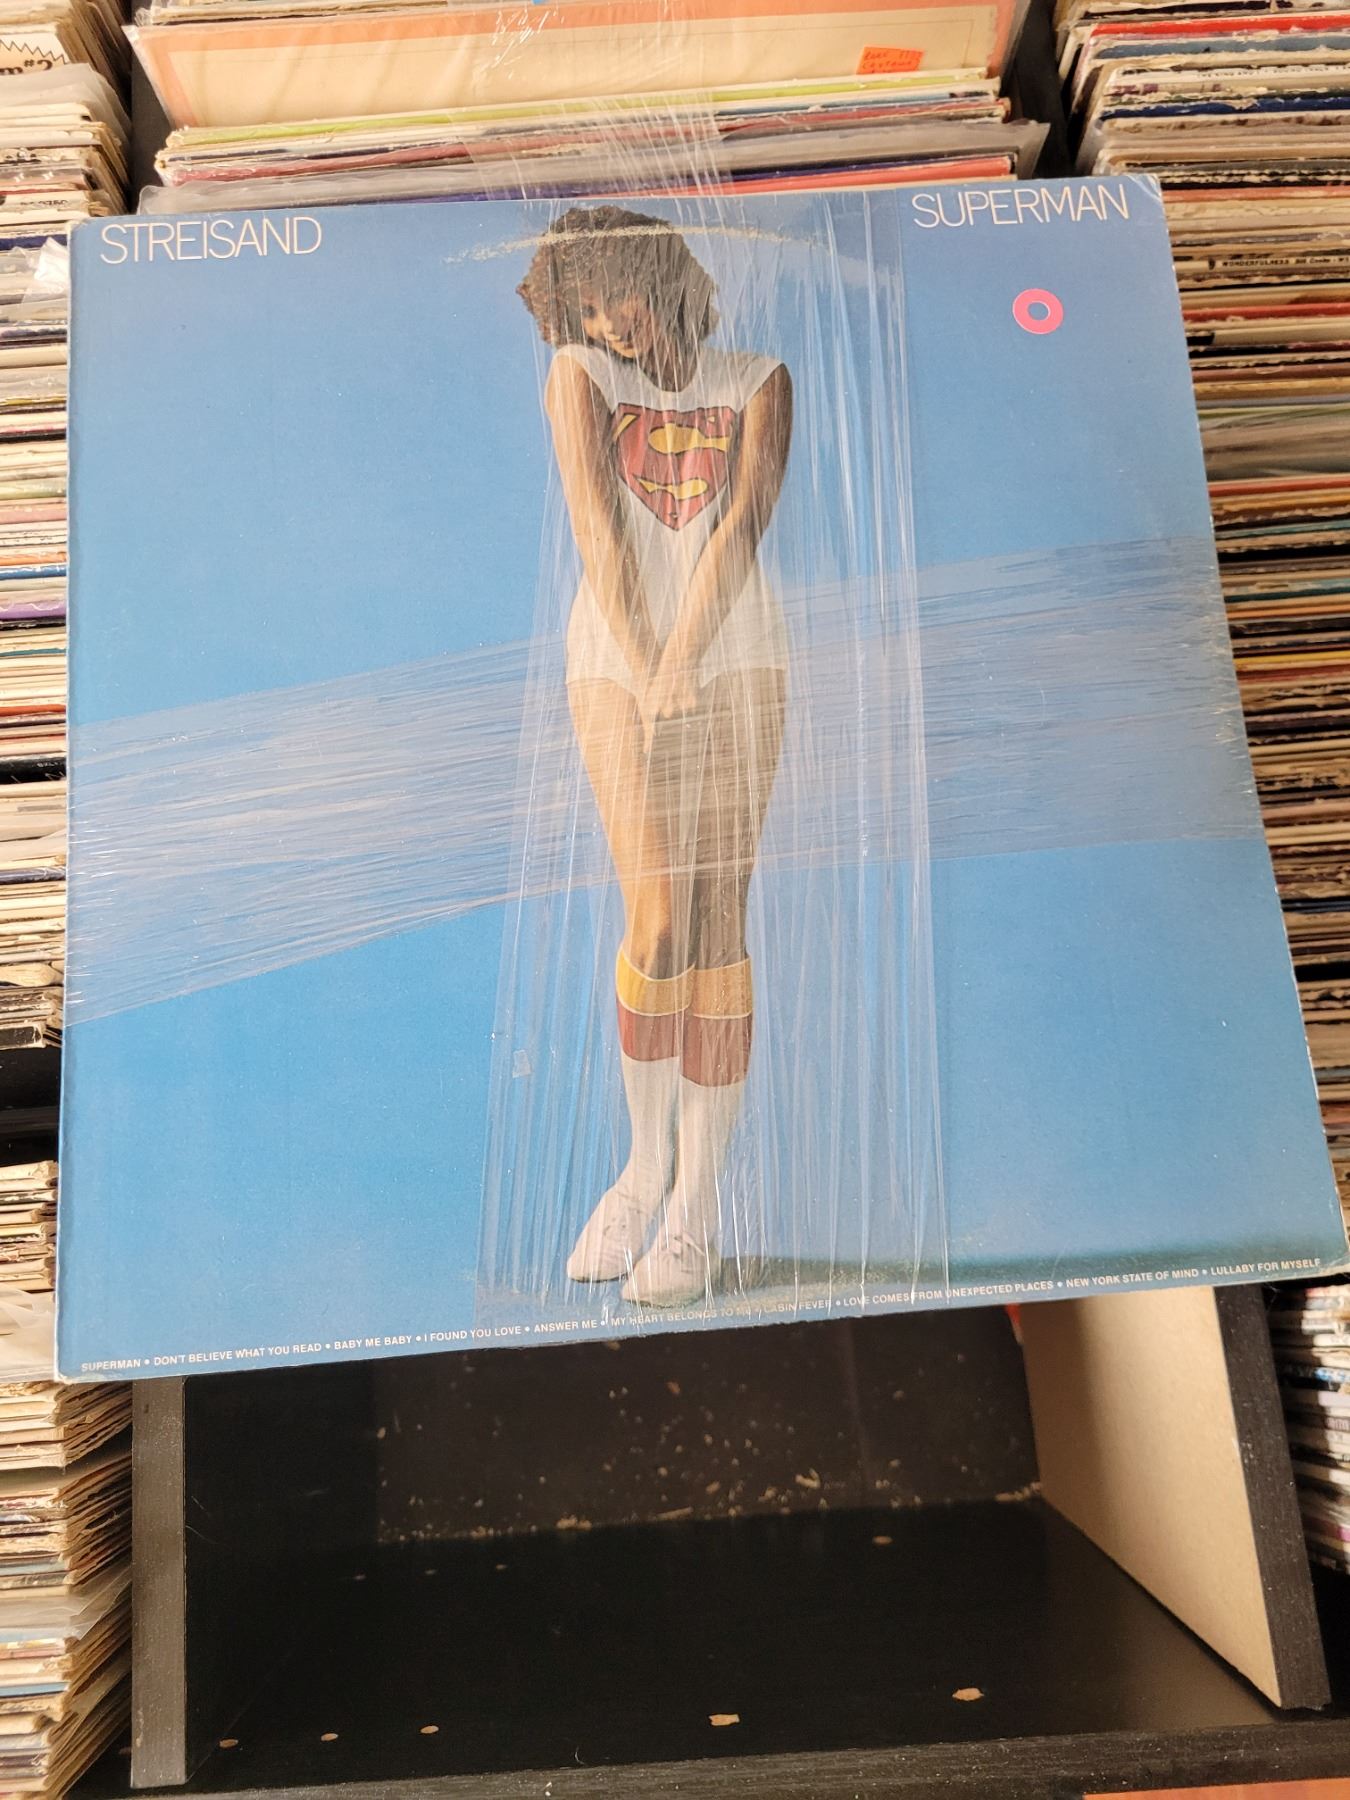 STREISAND
SUPERMAN
SUPERMAN • DON'T BELIEVE WHAT YOU READ • BABY ME BABY • I FOUND YOU LOVE • ANSWER ME • MY HEART BELONGS TO ME • CABIN FEVER • LOVE COMES FROM UNEXPECTED PLACES • NEW YORK STATE OF MIND • LULLABY FOR MYSELF
WONDERFULNESS